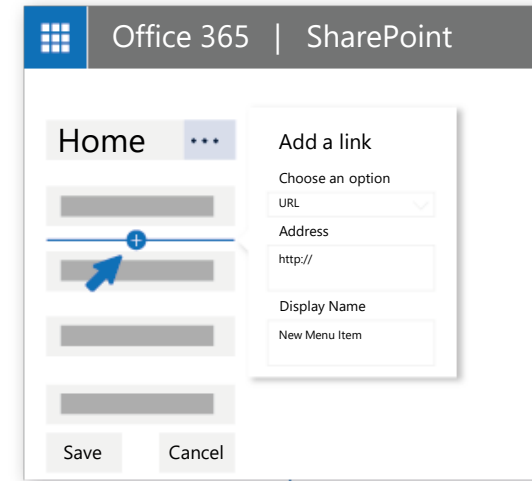 Office 365 | SharePoint
Home ...
Add a link
Choose an option
URL
Address
http://
Display Name
New Menu Item
Save Cancel